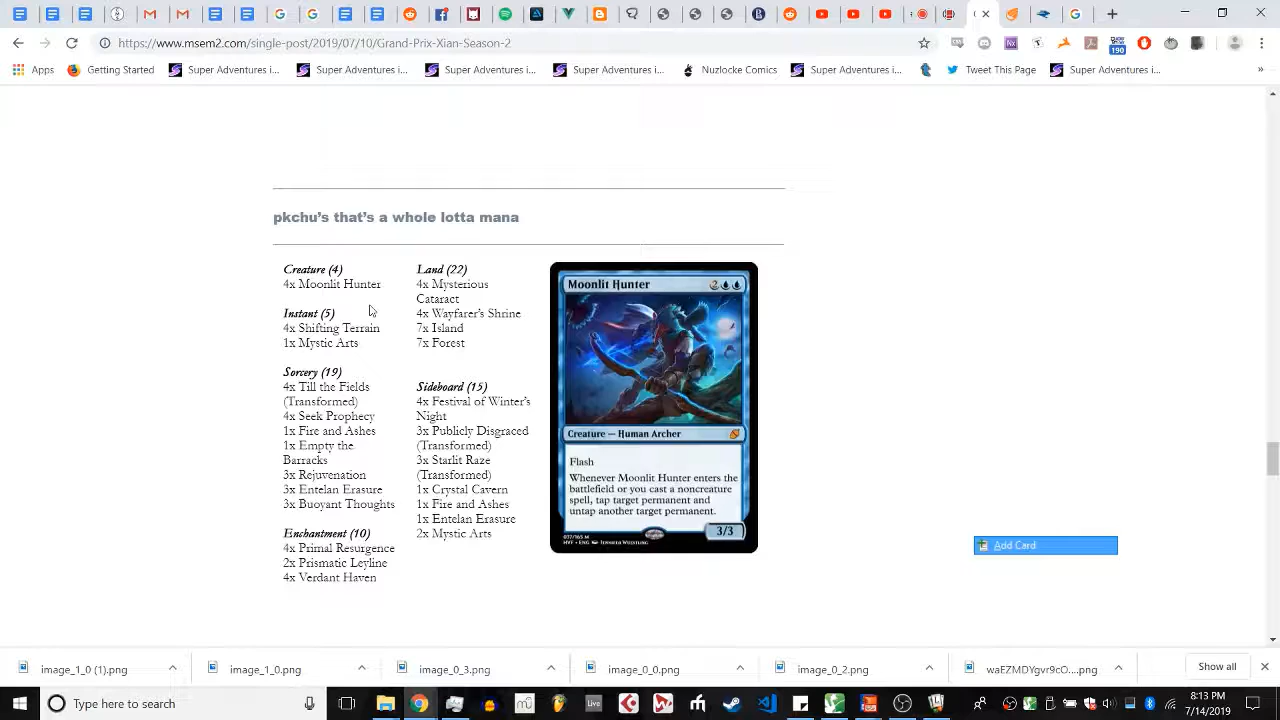 https://www.msem2.com/single-post/2019/07/10/Grand-Prix-Xian-Season-2
190
Apps
Getting Started
Super Adventures i...
Super Adventures i...
Super Adventures i...
Super Adventures i...
Nuzlocke Comics
Super Adventures i...
Tweet This Page
Super Adventures i...
»
pkchu's that's a whole lotta mana
Creature (4)
4x Moonlit Hunter
Instant (5)
4x Shifting Terrain
1x Mystic Arts
Sorcery (19)
4x Till the Fields
(Transformed)
4x Seek Prophecy
1x Fire and Ashes
1x Empty the
Barracks
3x Rejuvenation
3x Entelan Erasure
3x Buoyant Thoughts
Enchantment (10)
4x Primal Resurgence
2x Prismatic Leyline
4x Verdant Haven
Land (22)
4x Mysterious
Cataract
4x Wayfarer's Shrine
7x Island
7x Forest
Sideboard (15)
4x Festival of Winter's
Night
3x Publicly Disgraced
(Transformed)
3x Starlit Raze
(Transformed)
1x Crystal Cavern
1x Fire and Ashes
1x Entelan Erasure
2x Mystic Arts
Moonlit Hunter
2
Creature — Human Archer
Flash
Whenever Moonlit Hunter enters the
battlefield or you cast a noncreature
spell, tap target permanent and
untap another target permanent.
3/3
Add Card
image_1_0 (1).png
image_1_0.png
image_0_3.png
image_0_0.png
image_0_2.png
waEZMDYgvr9cO....png
Show all
Type here to search
Live
8:13 PM
7/14/2019